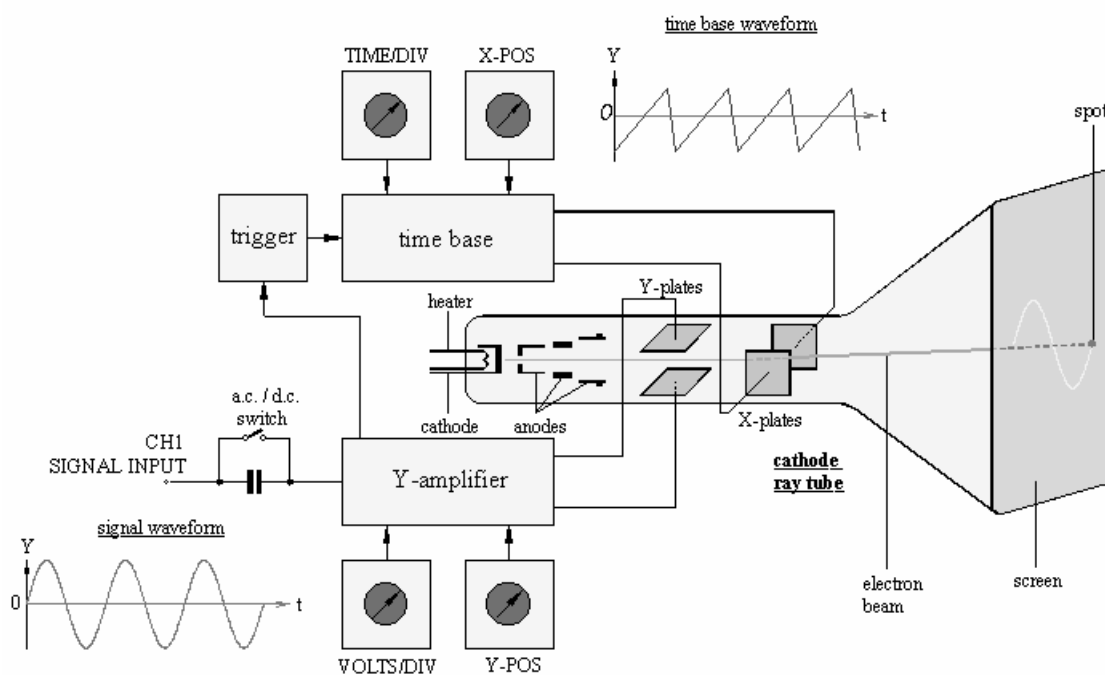 time base waveform
TIME/DIV
X-POS
Y
0
t
spot
trigger
time base
Y-plates
heater
cathode
anodes
X-plates
a.c. / d.c.
switch
CH1
SIGNAL INPUT
Y-amplifier
cathode
ray tube
signal waveform
Y
0
t
electron
beam
screen
VOLTS/DIV
Y-POS